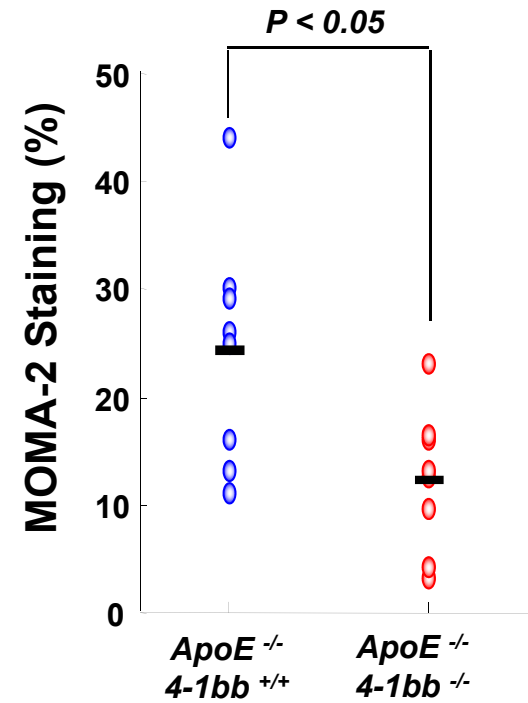 P < 0.05
50
40
30
20
10
0
MOMA-2 Staining (%)
ApoE -/-
4-1bb +/+
ApoE -/-
4-1bb -/-